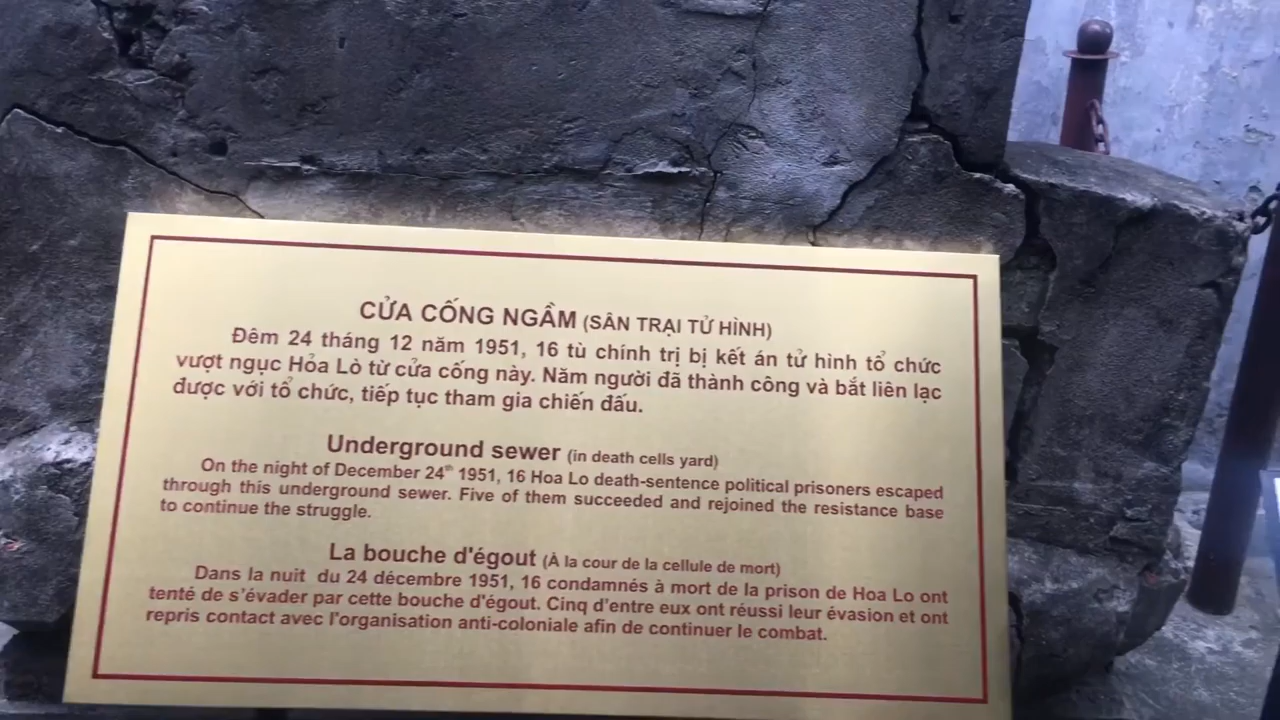 CỬA CỐNG NGẦM (SÂN TRẠI TỬ HÌNH)
Đêm 24 tháng 12 năm 1951, 16 tù chính trị bị kết án tử hình tổ chức
vượt ngục Hỏa Lò từ cửa cống này. Năm người đã thành công và bắt liên lạc
được với tổ chức, tiếp tục tham gia chiến đấu.
Underground sewer (in death cells yard)
On the night of December 24th 1951, 16 Hoa Lo death-sentence political prisoners escaped
through this underground sewer. Five of them succeeded and rejoined the resistance base
to continue the struggle.
La bouche d'égout (À la cour de la cellule de mort)
Dans la nuit du 24 décembre 1951, 16 condamnés à mort de la prison de Hoa Lo ont
tenté de s'évader par cette bouche d'égout. Cinq d'entre eux ont réussi leur évasion et ont
repris contact avec l'organisation anti-coloniale afin de continuer le combat.